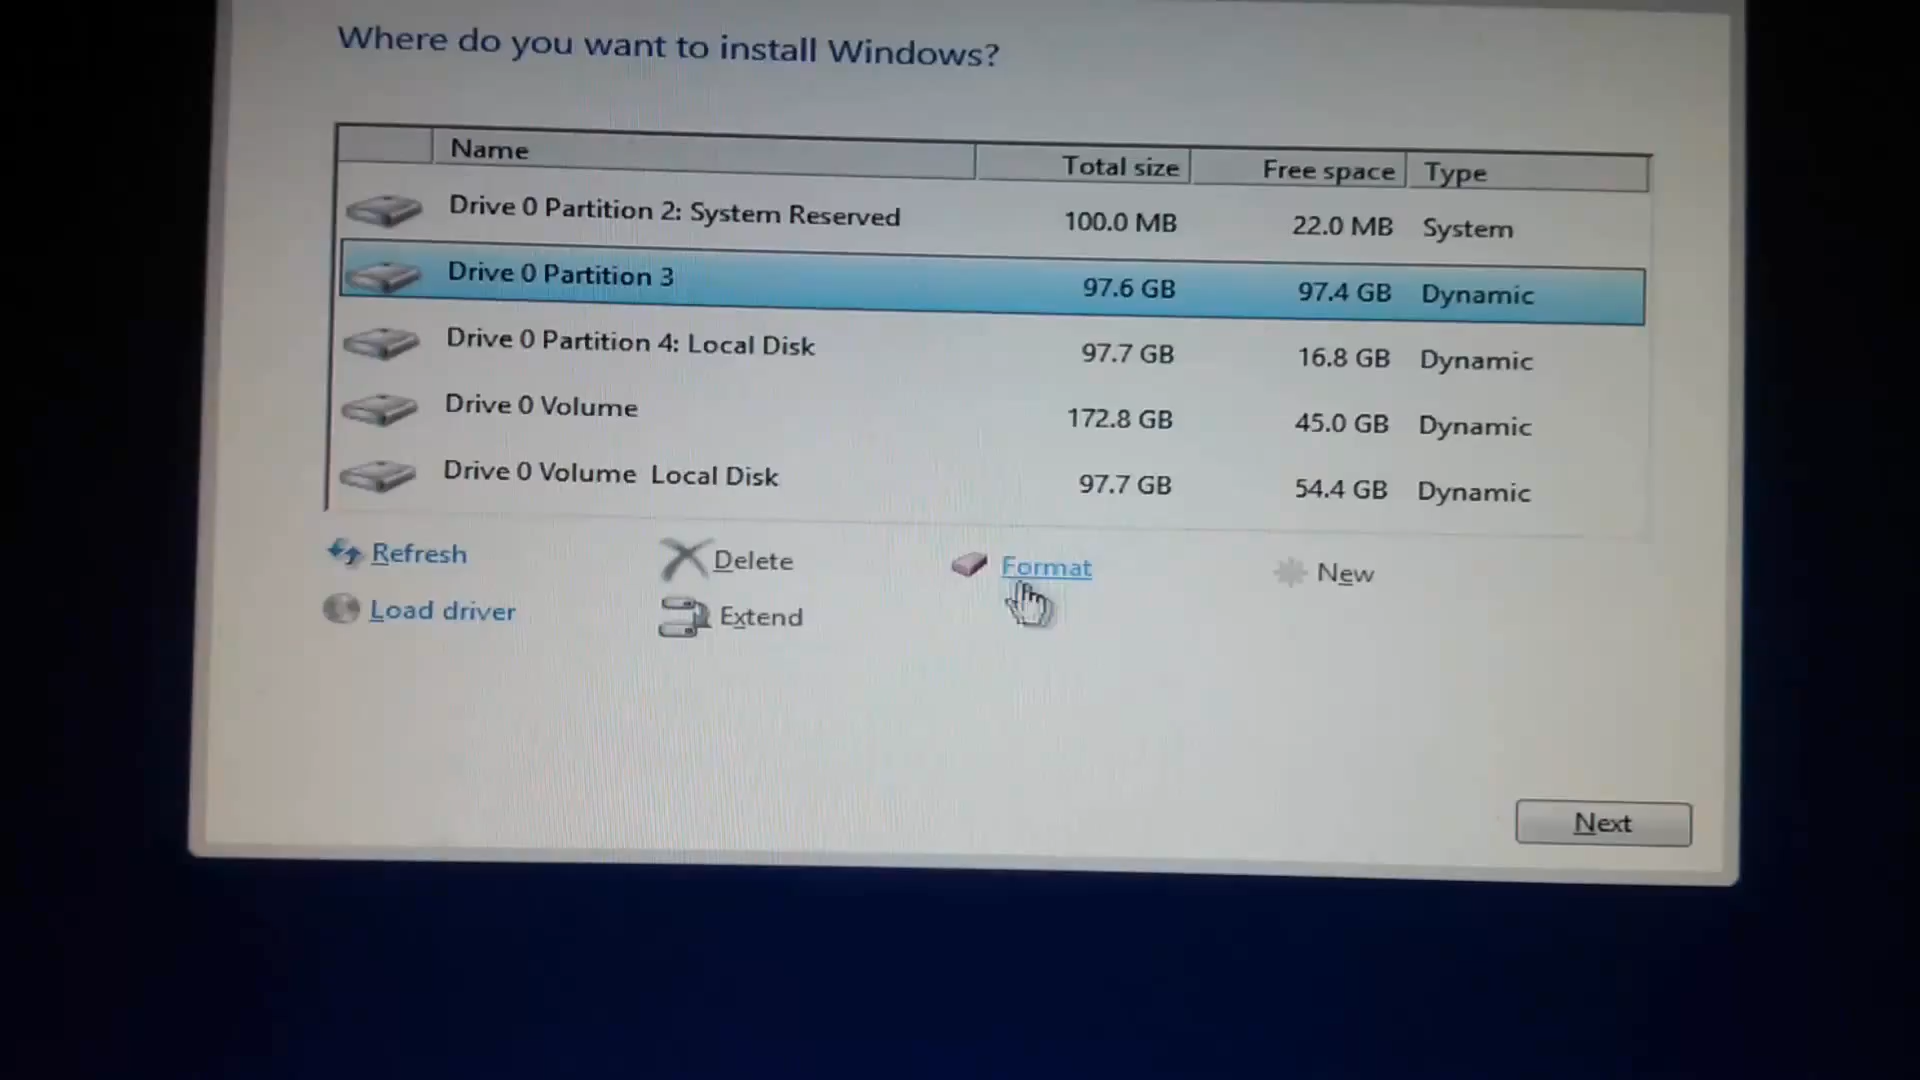 Where do you want to install Windows?
Name Total size Free space Type
Drive 0 Partition 2: System Reserved 100.0 MB 22.0 MB System
Drive 0 Partition 3 97.6 GB 97.4 GB Dynamic
Drive 0 Partition 4: Local Disk 97.7 GB 16.8 GB Dynamic
Drive 0 Volume 172.8 GB 45.0 GB Dynamic
Drive 0 Volume Local Disk 97.7 GB 54.4 GB Dynamic
Refresh Delete Format New
Load driver Extend
Next